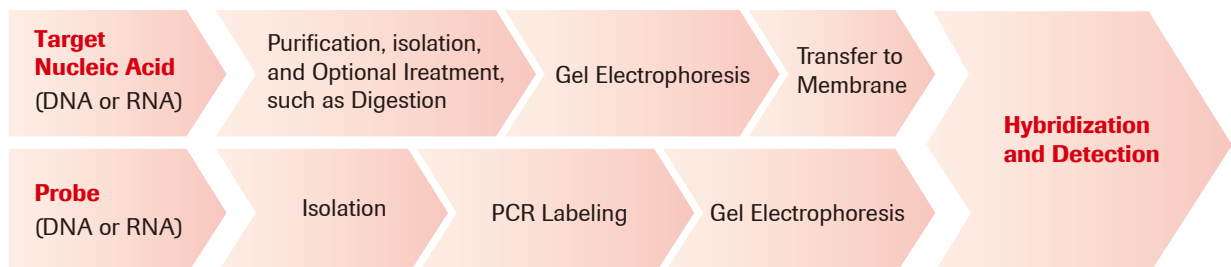 Target
Nucleic Acid
(DNA or RNA)
Purification, isolation,
and Optional Ireatment,
such as Digestion
Gel Electrophoresis
Transfer to
Membrane
Probe
(DNA or RNA)
Isolation
PCR Labeling
Gel Electrophoresis
Hybridization
and Detection